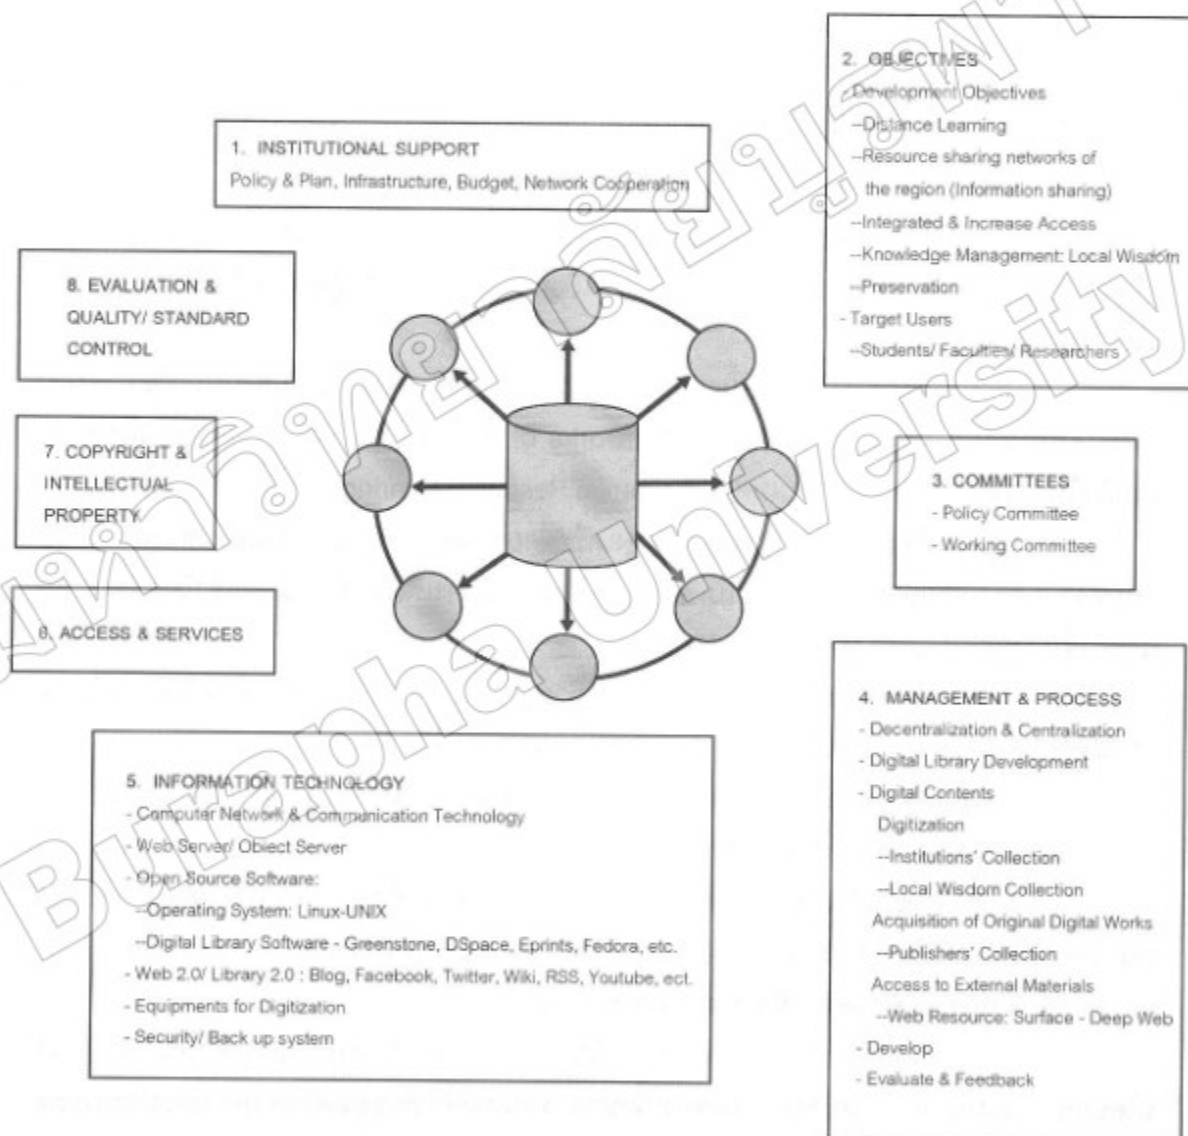 1. INSTITUTIONAL SUPPORT
Policy & Plan, Infrastructure, Budget, Network Cooperation
2. OBJECTIVES
- Development Objectives
--Distance Learning
--Resource sharing networks of
the region (Information sharing)
--Integrated & Increase Access
--Knowledge Management: Local Wisdom
--Preservation
- Target Users
--Students/ Faculties/ Researchers
3. COMMITTEES
- Policy Committee
- Working Committee
4. MANAGEMENT & PROCESS
- Decentralization & Centralization
- Digital Library Development
- Digital Contents
Digitization
--Institutions' Collection
--Local Wisdom Collection
Acquisition of Original Digital Works
--Publishers' Collection
Access to External Materials
--Web Resource: Surface - Deep Web
- Develop
- Evaluate & Feedback
5. INFORMATION TECHNOLOGY
- Computer Network & Communication Technology
- Web Server/ Object Server
- Open Source Software:
--Operating System: Linux-UNIX
--Digital Library Software - Greenstone, DSpace, Eprints, Fedora, etc.
- Web 2.0/ Library 2.0 : Blog, Facebook, Twitter, Wiki, RSS, Youtube, ect.
- Equipments for Digitization
- Security/ Back up system
6. ACCESS & SERVICES
7. COPYRIGHT &
INTELLECTUAL
PROPERTY
8. EVALUATION &
QUALITY/ STANDARD
CONTROL
Burapha University